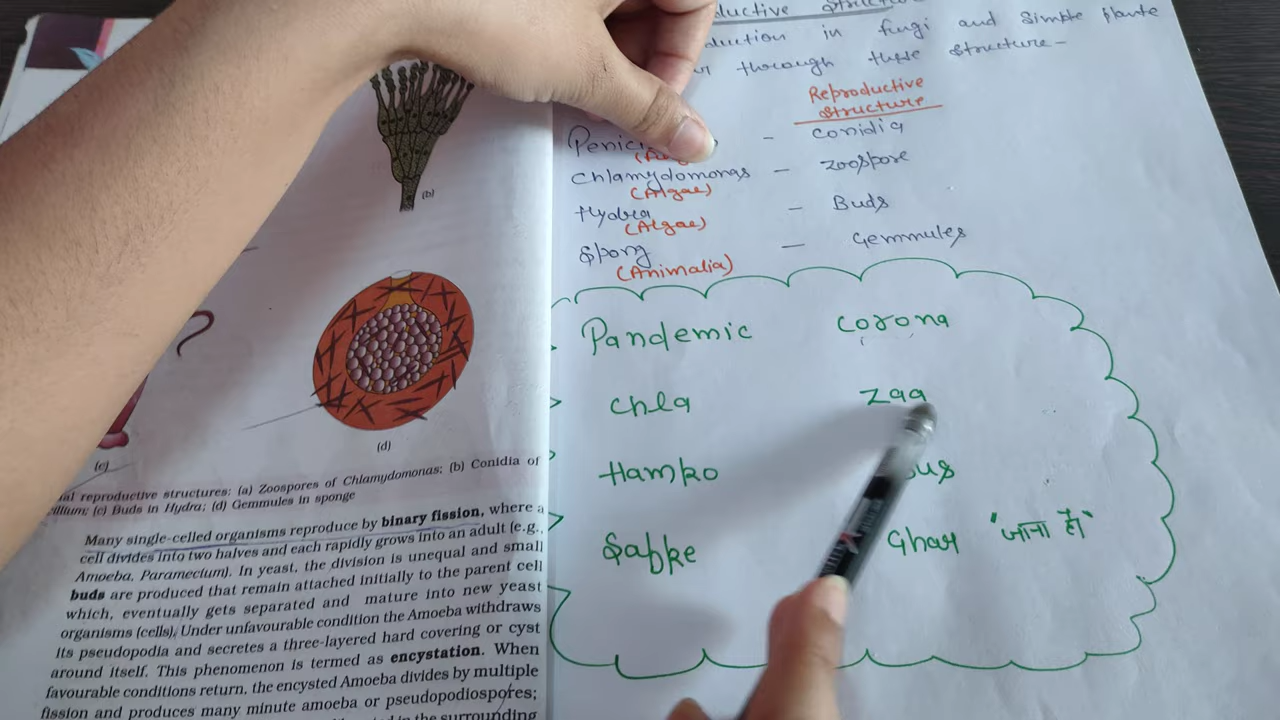 (b)
(c)
(d)
reproductive structures: (a) Zoospores of Chlamydomonas; (b) Conidia of
(c) Buds in Hydra; (d) Gemmules in sponge
Many single-celled organisms reproduce by binary fission, where a
cell divides into two halves and each rapidly grows into an adult (e.g.,
Amoeba, Paramecium). In yeast, the division is unequal and small
buds are produced that remain attached initially to the parent cell
which, eventually gets separated and mature into new yeast
organisms (cells). Under unfavourable condition the Amoeba withdraws
its pseudopodia and secretes a three-layered hard covering or cyst
around itself. This phenomenon is termed as encystation. When
favourable conditions return, the encysted Amoeba divides by multiple
fission and produces many minute amoeba or pseudopodiospores;
in the surrounding
in fungi and simple plants
through these structure-
Reproductive
structure
- Conidia
Chlamydomonas - Zoospore
(Algae)
Hydra - Buds
(Algae)
Spong - Gemmules
(Animalia)
Pandemic Corona
Chla Zaa
Hamko
Sabke Ghar "जाना है।"